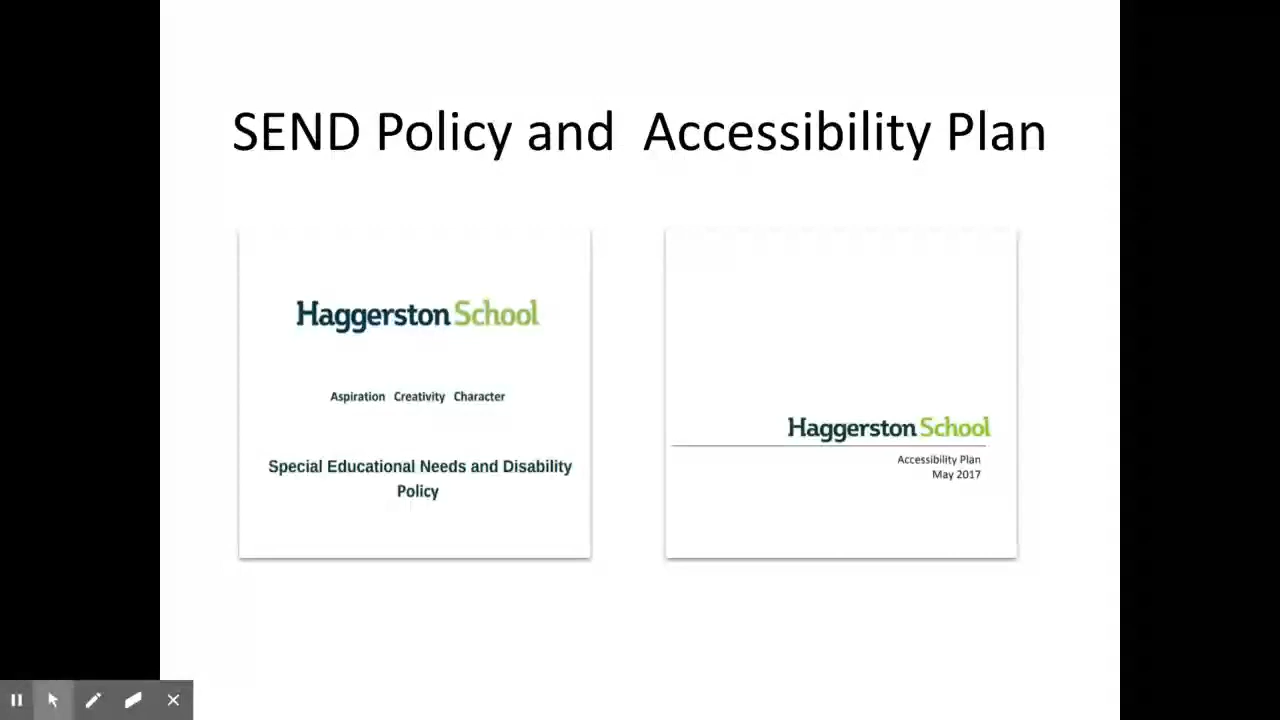 SEND Policy and  Accessibility Plan
Haggerston School
Aspiration Creativity Character
Special Educational Needs and Disability
Policy
Haggerston School
Accessibility Plan
May 2017